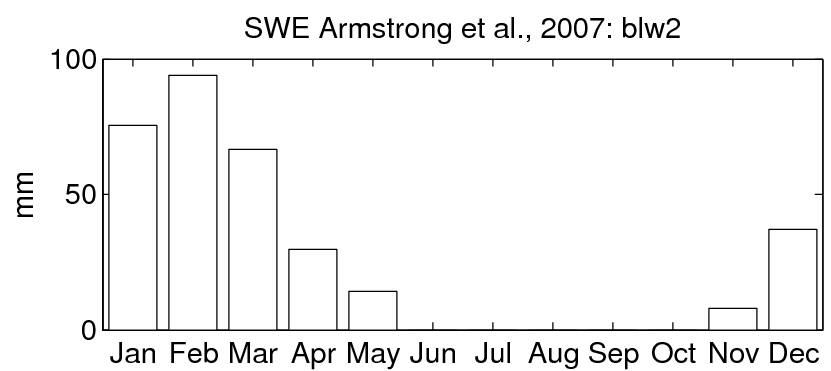 SWE Armstrong et al., 2007: blw2
100
mm
50
0
Jan Feb Mar Apr May Jun Jul Aug Sep Oct Nov Dec